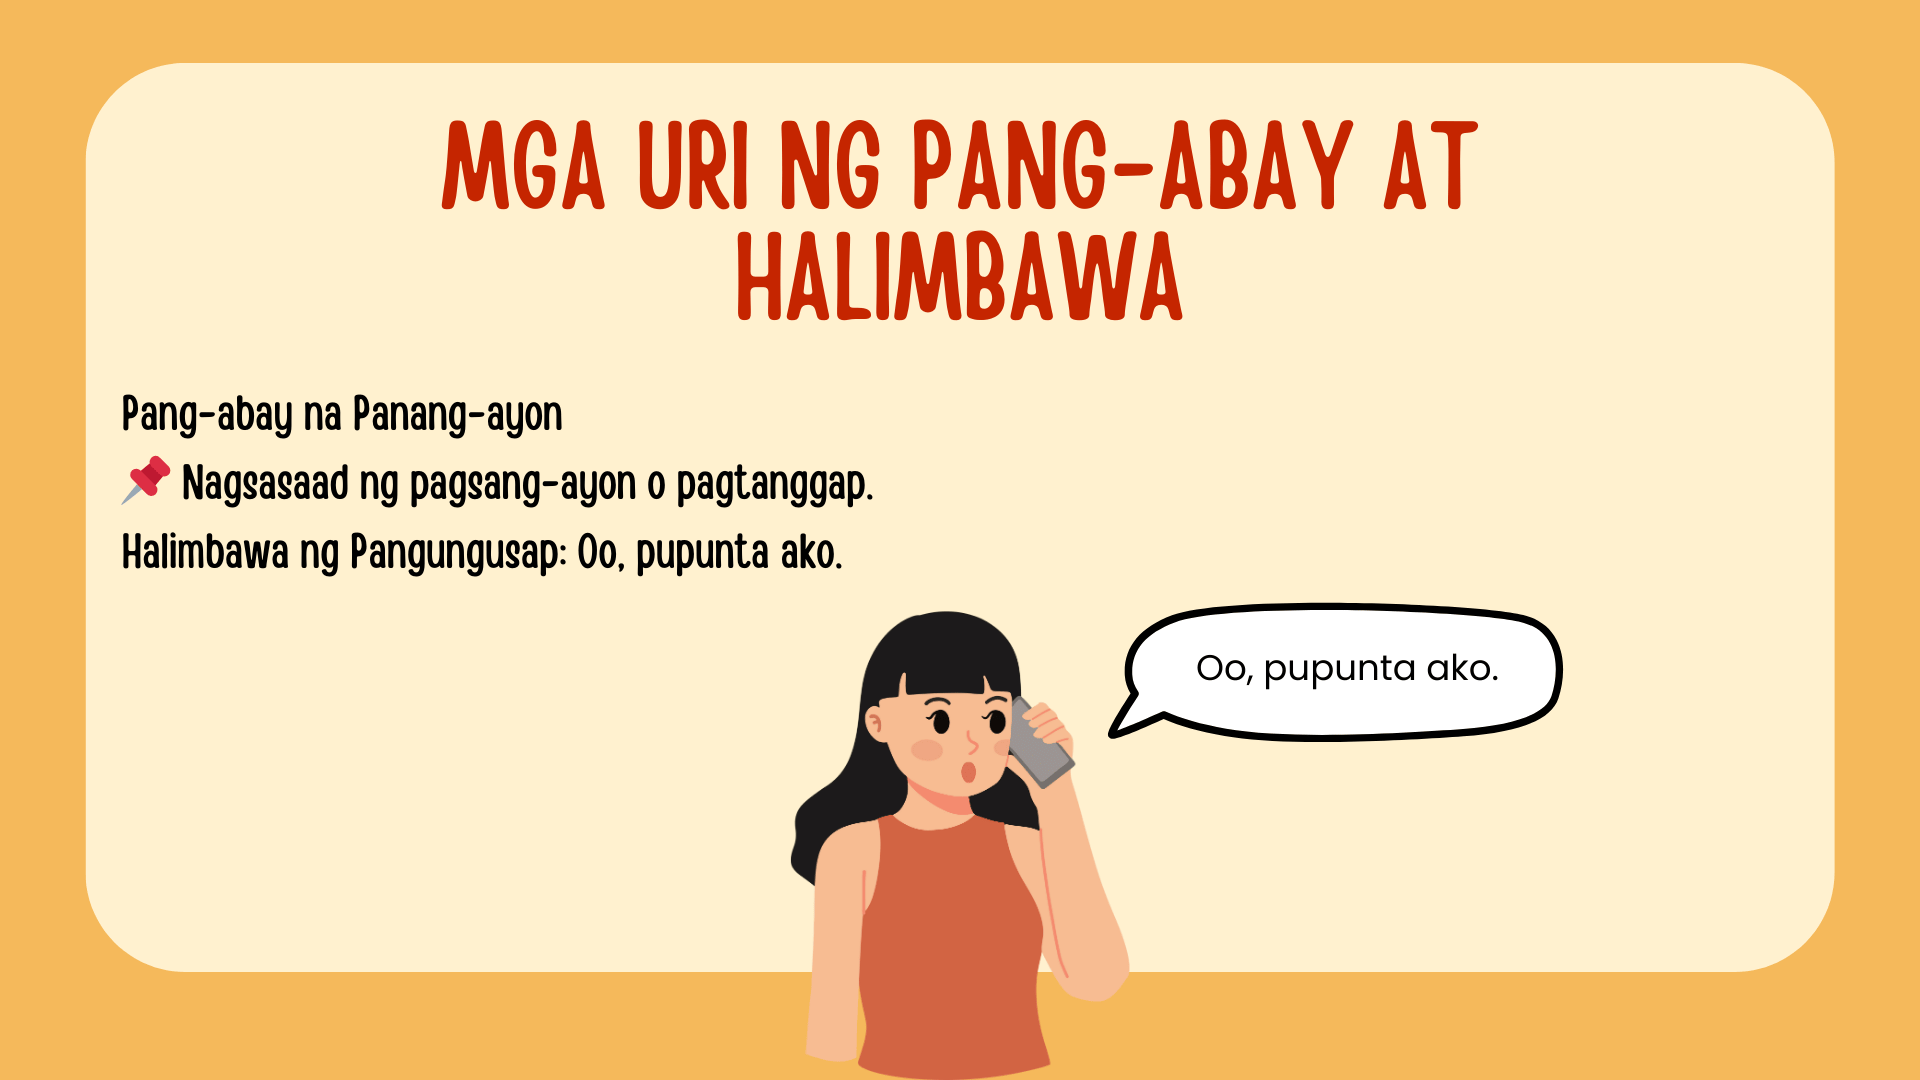 MGA URI NG PANG-ABAY AT
HALIMBAWA
Pang-abay na Panang-ayon
📌 Nagsasaad ng pagsang-ayon o pagtanggap.
Halimbawa ng Pangungusap: Oo, pupunta ako.
Oo, pupunta ako.